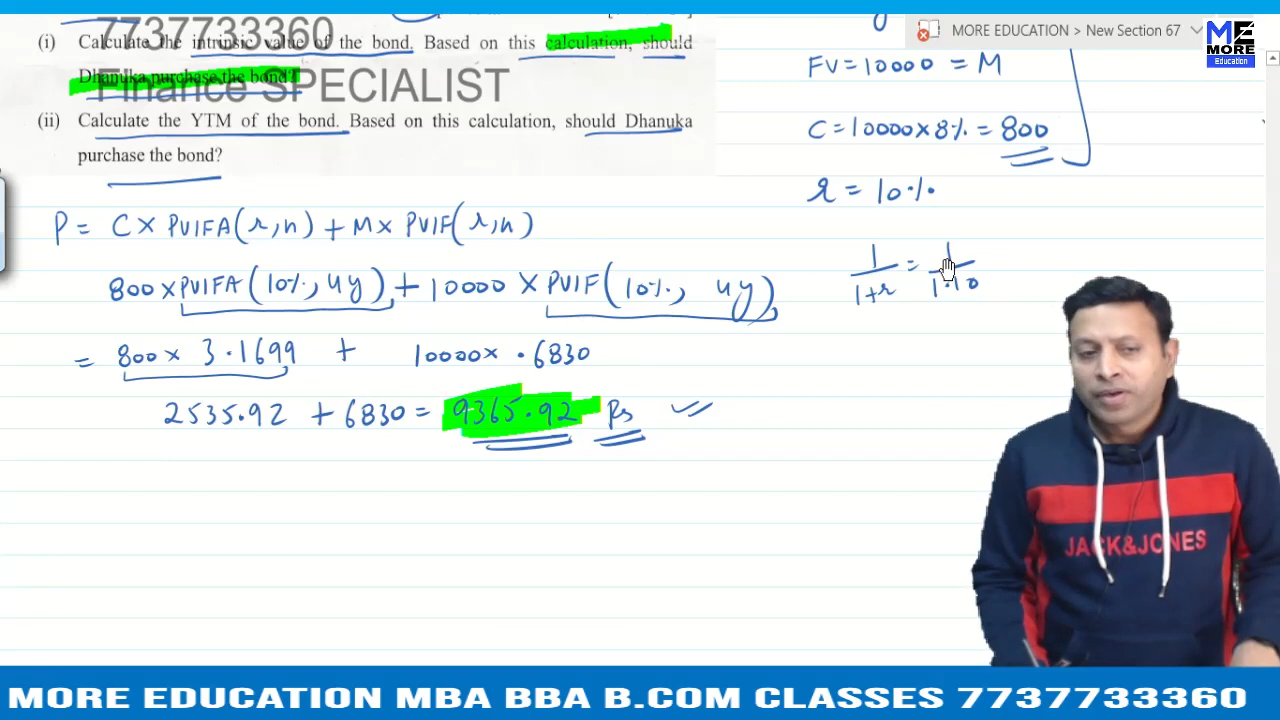 7737733360
(i) Calculate the intrinsic value of the bond. Based on this calculation, should
Dhanuka purchase the bond?
Finance SPECIALIST
(ii) Calculate the YTM of the bond. Based on this calculation, should Dhanuka
purchase the bond?
MORE EDUCATION > New Section 67
ME
MORE
Education
FV = 10000 = M
C = 10000 × 8% = 800
r = 10%
1/1+r = 1/1.10
P = C × PVIFA(r,n) + M × PVIF(r,n)
800 × PVIFA(10%, 4y) + 10000 × PVIF(10%, 4y)
= 800 × 3.1699 + 10000 × .6830
2535.92 + 6830 = 9365.92 Rs
JACK&JONES
MORE EDUCATION MBA BBA B.COM CLASSES 7737733360